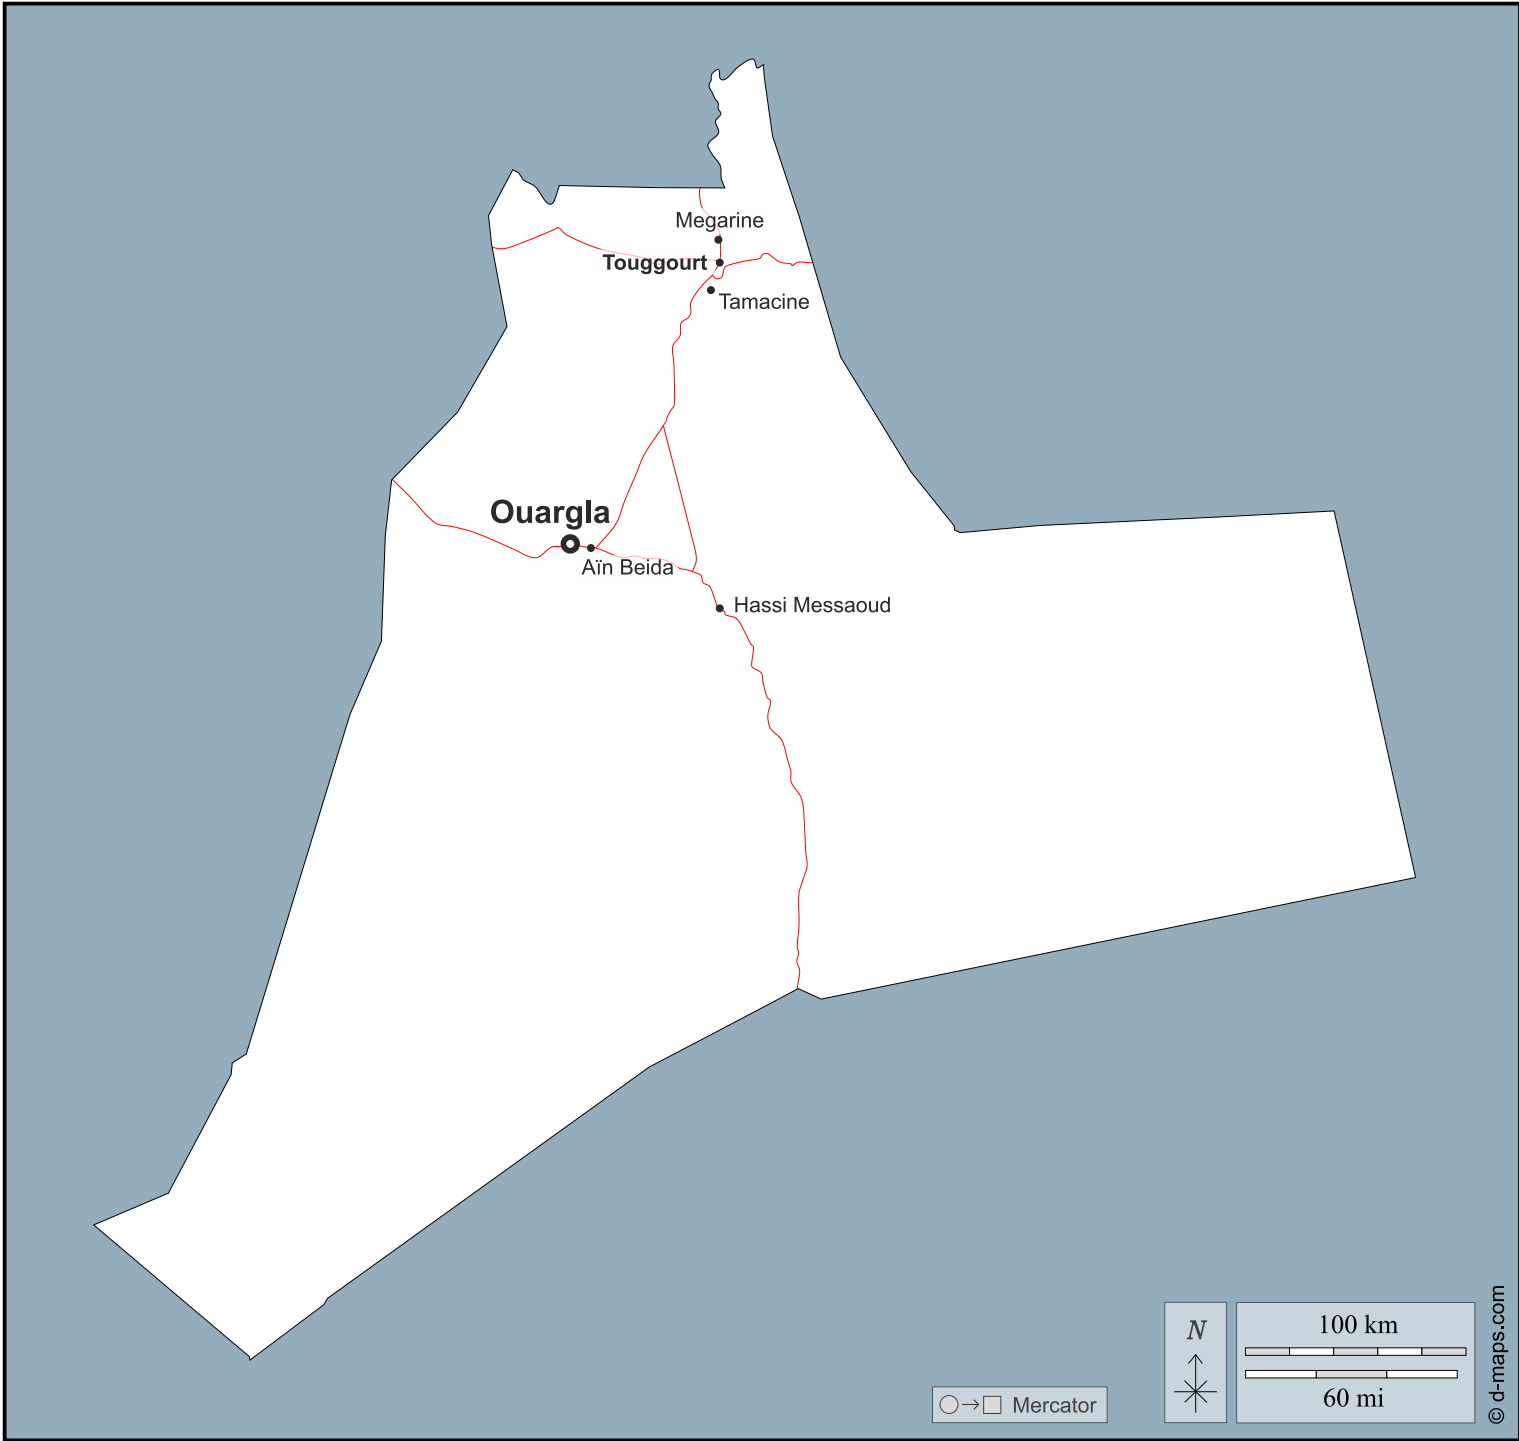 Megarine
Touggourt
Tamacine
Ouargla
Aïn Beida
Hassi Messaoud
N
100 km
60 mi
Mercator
© d-maps.com